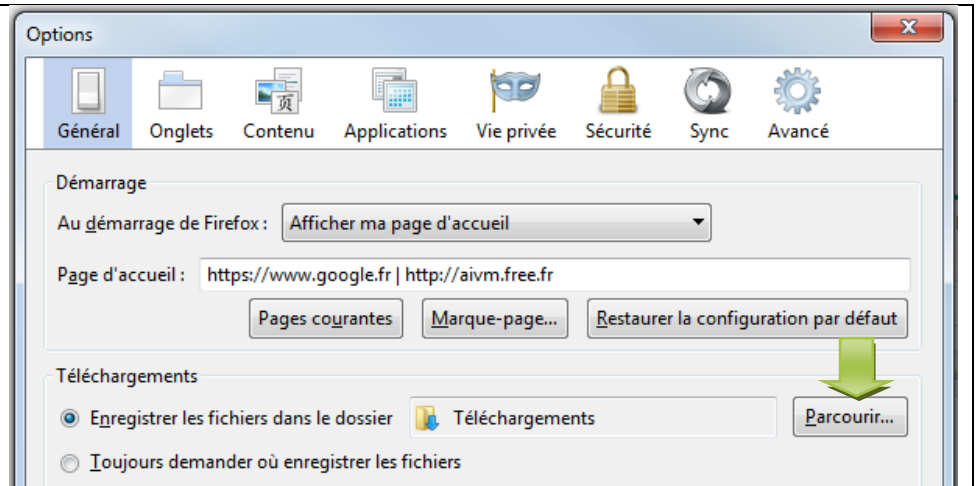 Options
Général Onglets Contenu Applications Vie privée Sécurité Sync Avancé
Démarrage
Au démarrage de Firefox : Afficher ma page d'accueil
Page d'accueil : https://www.google.fr | http://aivm.free.fr
Pages courantes Marque-page... Restaurer la configuration par défaut
Téléchargements
Enregistrer les fichiers dans le dossier Téléchargements Parcourir...
Toujours demander où enregistrer les fichiers